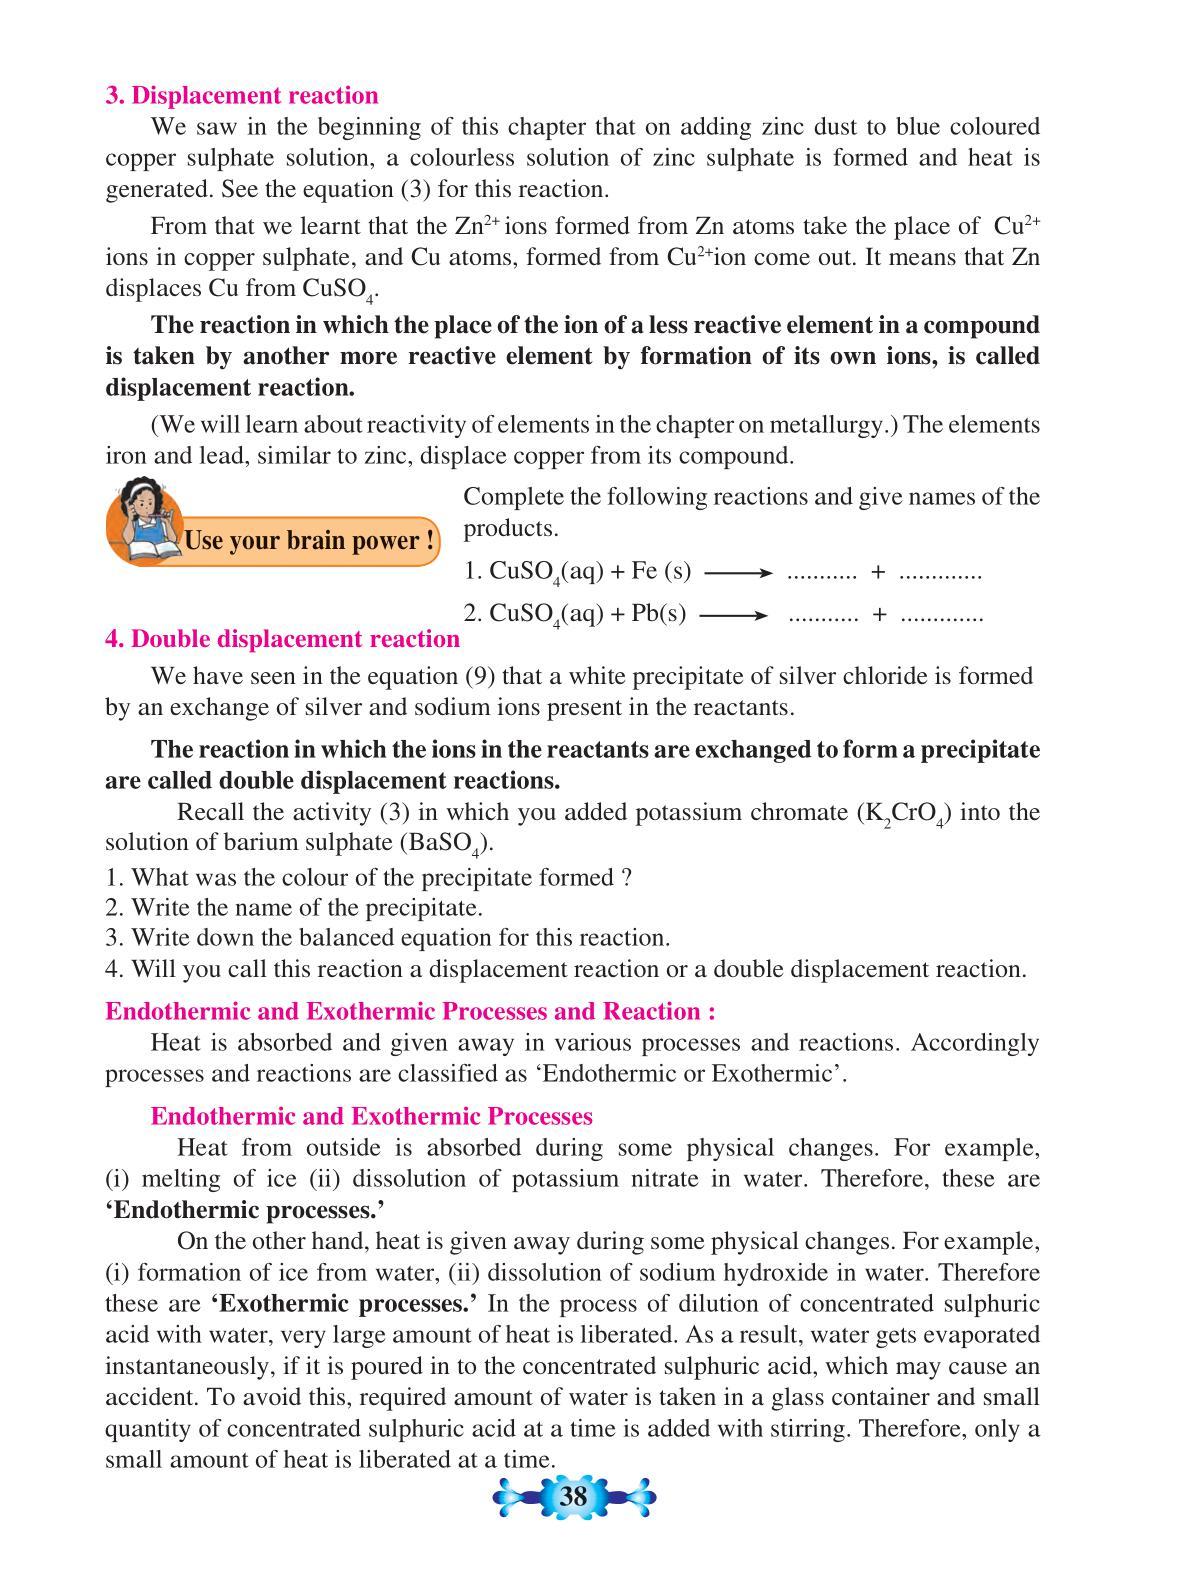 3. Displacement reaction
We saw in the beginning of this chapter that on adding zinc dust to blue coloured
copper sulphate solution, a colourless solution of zinc sulphate is formed and heat is
generated. See the equation (3) for this reaction.
From that we learnt that the Zn²⁺ ions formed from Zn atoms take the place of Cu²⁺
ions in copper sulphate, and Cu atoms, formed from Cu²⁺ion come out. It means that Zn
displaces Cu from CuSO₄.
The reaction in which the place of the ion of a less reactive element in a compound
is taken by another more reactive element by formation of its own ions, is called
displacement reaction.
(We will learn about reactivity of elements in the chapter on metallurgy.) The elements
iron and lead, similar to zinc, displace copper from its compound.
Use your brain power !
Complete the following reactions and give names of the
products.
1. CuSO₄(aq) + Fe (s) ⟶ ........... + .............
2. CuSO₄(aq) + Pb(s) ⟶ ........... + .............
4. Double displacement reaction
We have seen in the equation (9) that a white precipitate of silver chloride is formed
by an exchange of silver and sodium ions present in the reactants.
The reaction in which the ions in the reactants are exchanged to form a precipitate
are called double displacement reactions.
Recall the activity (3) in which you added potassium chromate (K₂CrO₄) into the
solution of barium sulphate (BaSO₄).
1. What was the colour of the precipitate formed ?
2. Write the name of the precipitate.
3. Write down the balanced equation for this reaction.
4. Will you call this reaction a displacement reaction or a double displacement reaction.
Endothermic and Exothermic Processes and Reaction :
Heat is absorbed and given away in various processes and reactions. Accordingly
processes and reactions are classified as ‘Endothermic or Exothermic’.
Endothermic and Exothermic Processes
Heat from outside is absorbed during some physical changes. For example,
(i) melting of ice (ii) dissolution of potassium nitrate in water. Therefore, these are
‘Endothermic processes.’
On the other hand, heat is given away during some physical changes. For example,
(i) formation of ice from water, (ii) dissolution of sodium hydroxide in water. Therefore
these are ‘Exothermic processes.’ In the process of dilution of concentrated sulphuric
acid with water, very large amount of heat is liberated. As a result, water gets evaporated
instantaneously, if it is poured in to the concentrated sulphuric acid, which may cause an
accident. To avoid this, required amount of water is taken in a glass container and small
quantity of concentrated sulphuric acid at a time is added with stirring. Therefore, only a
small amount of heat is liberated at a time.
38